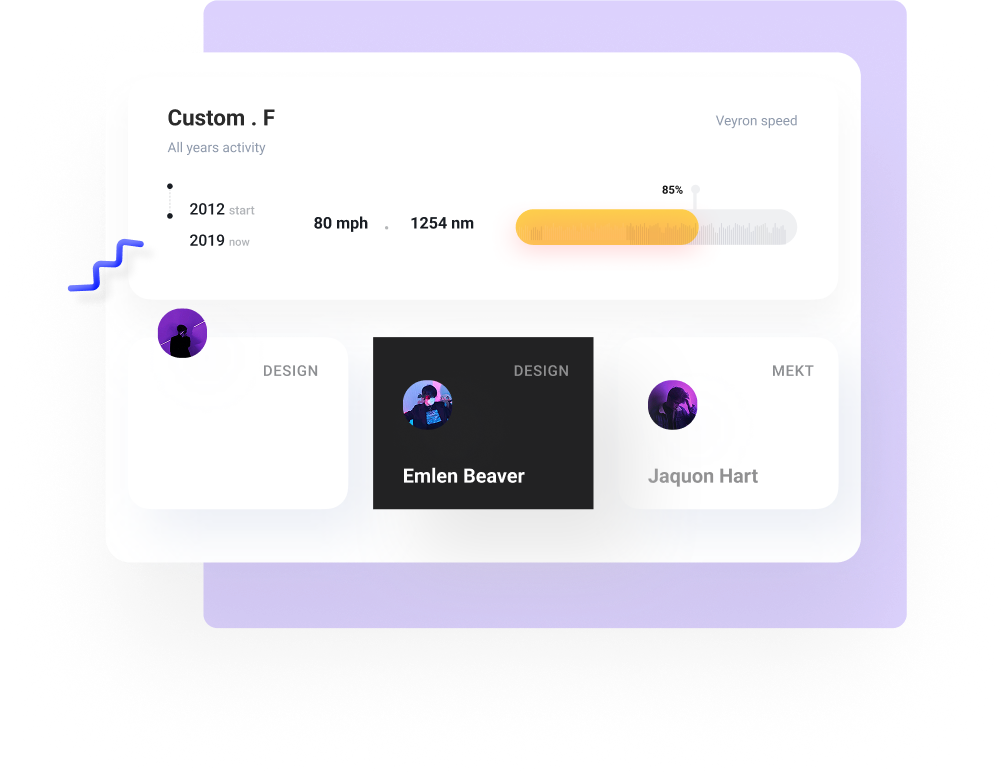 Custom . F
Veyron speed
All years activity
85%
2012 start
80 mph . 1254 nm
2019 now
DESIGN
DESIGN
MEKT
Emlen Beaver
Jaquon Hart